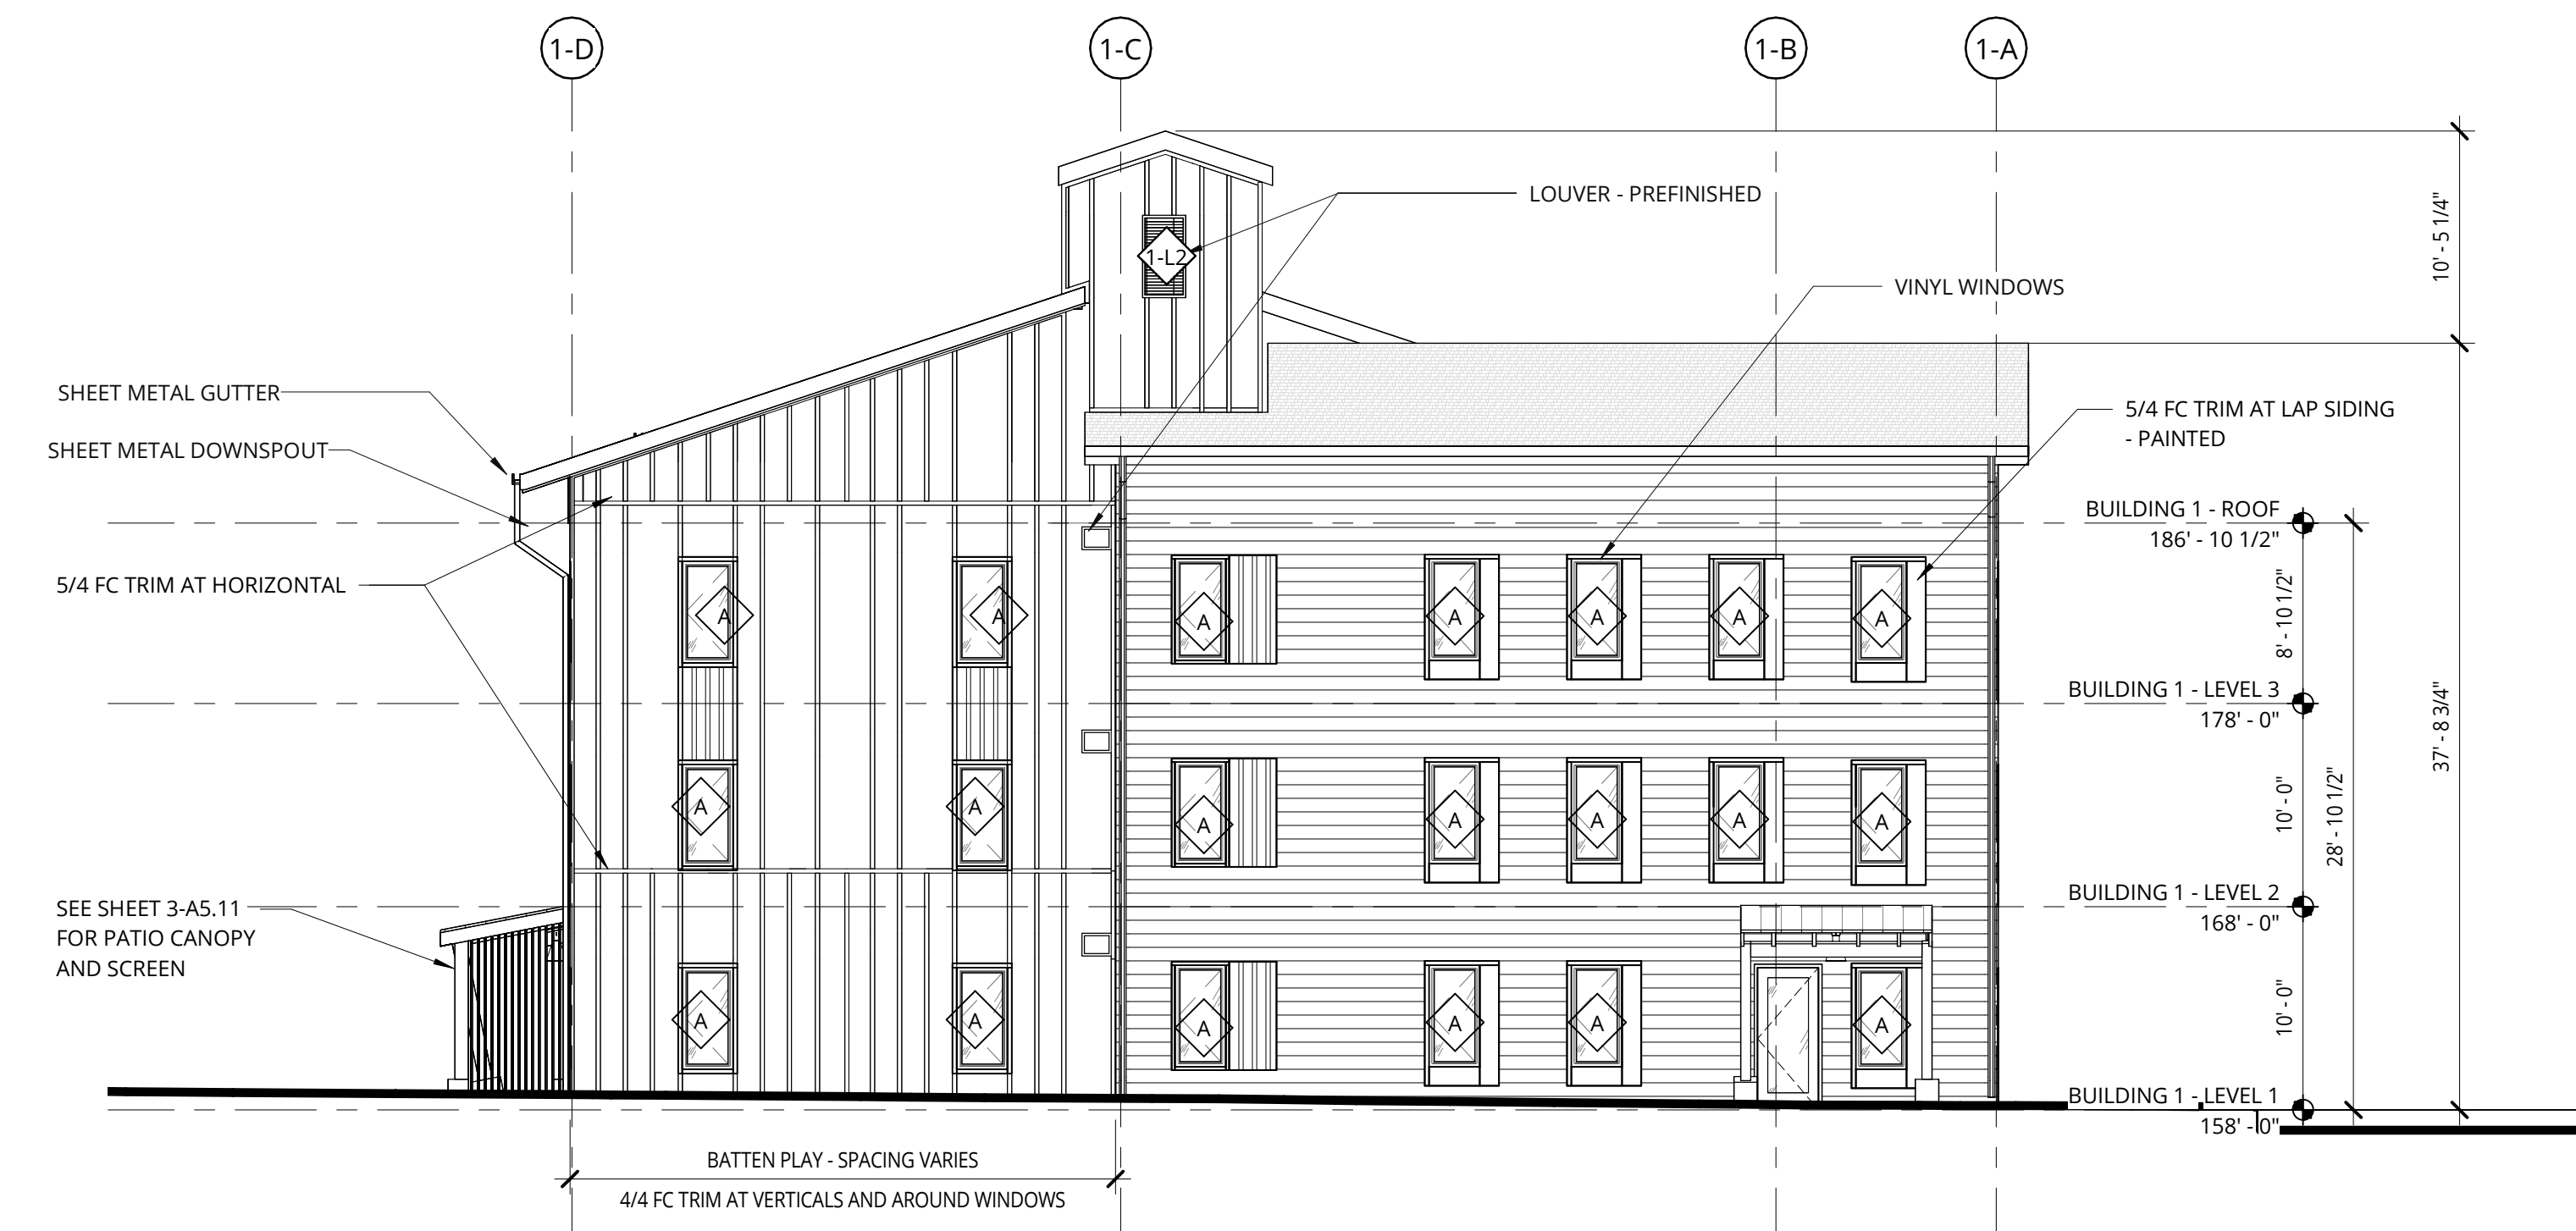 1-D
1-C
1-B
1-A
LOUVER - PREFINISHED
1-L2
10' - 5 1/4"
VINYL WINDOWS
SHEET METAL GUTTER
5/4 FC TRIM AT LAP SIDING
- PAINTED
SHEET METAL DOWNSPOUT
BUILDING 1 - ROOF
186' - 10 1/2"
5/4 FC TRIM AT HORIZONTAL
8' - 10 1/2"
A
A
A
A
A
A
A
BUILDING 1 - LEVEL 3
178' - 0"
37' - 8 3/4"
A
A
A
A
A
A
A
10' - 0"
28' - 10 1/2"
BUILDING 1 - LEVEL 2
168' - 0"
SEE SHEET 3-A5.11
FOR PATIO CANOPY
AND SCREEN
A
A
A
A
A
A
10' - 0"
BUILDING 1 - LEVEL 1
158' - 0"
BATTEN PLAY - SPACING VARIES
4/4 FC TRIM AT VERTICALS AND AROUND WINDOWS